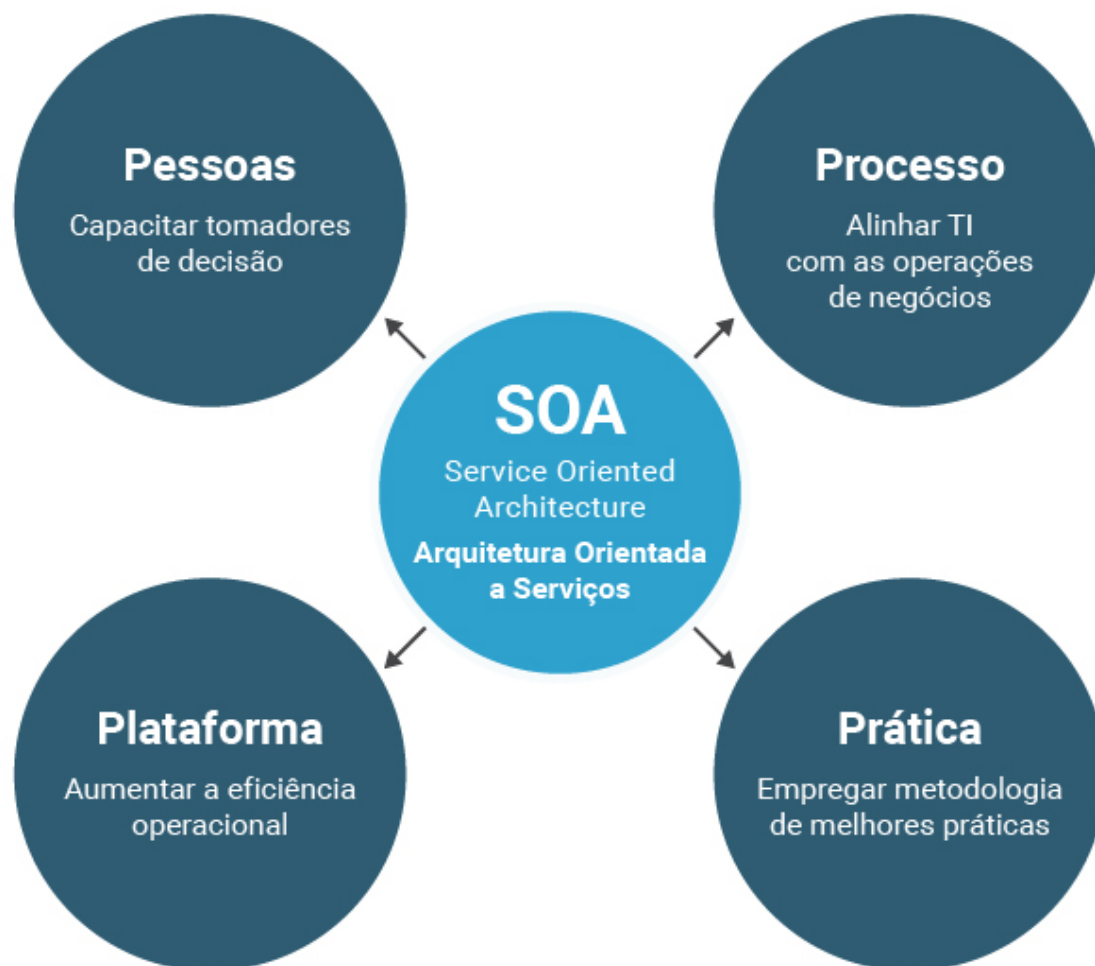 Pessoas
Capacitar tomadores
de decisão
Processo
Alinhar TI
com as operações
de negócios
SOA
Service Oriented
Architecture
Arquitetura Orientada
a Serviços
Plataforma
Aumentar a eficiência
operacional
Prática
Empregar metodologia
de melhores práticas